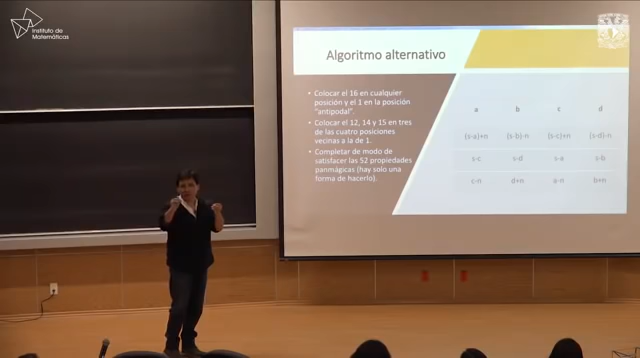 Instituto de
Matemáticas
Algoritmo alternativo
• Colocar el 16 en cualquier
posición y el 1 en la posición
"antipodal".
• Colocar el 12, 14 y 15 en tres
de las cuatro posiciones
vecinas a la de 1.
• Completar de modo de
satisfacer las 52 propiedades
panmágicas (hay solo una
forma de hacerlo).
a b c d
(s-a)+n (s-b)-n (s-c)+n (s-d)-n
s-c s-d s-a s-b
c-n d+n a-n b+n